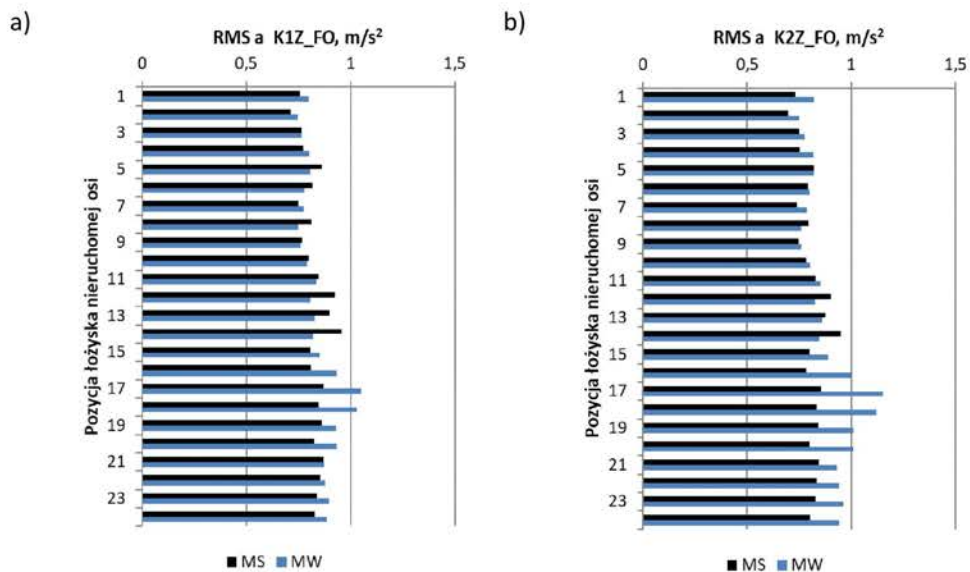 a)
RMS a K1Z_FO, m/s²
0 0,5 1 1,5
Pozycja łożyska nieruchomej osi
1
3
5
7
9
11
13
15
17
19
21
23
MS MW
b)
RMS a K2Z_FO, m/s²
0 0,5 1 1,5
Pozycja łożyska nieruchomej osi
1
3
5
7
9
11
13
15
17
19
21
23
MS MW